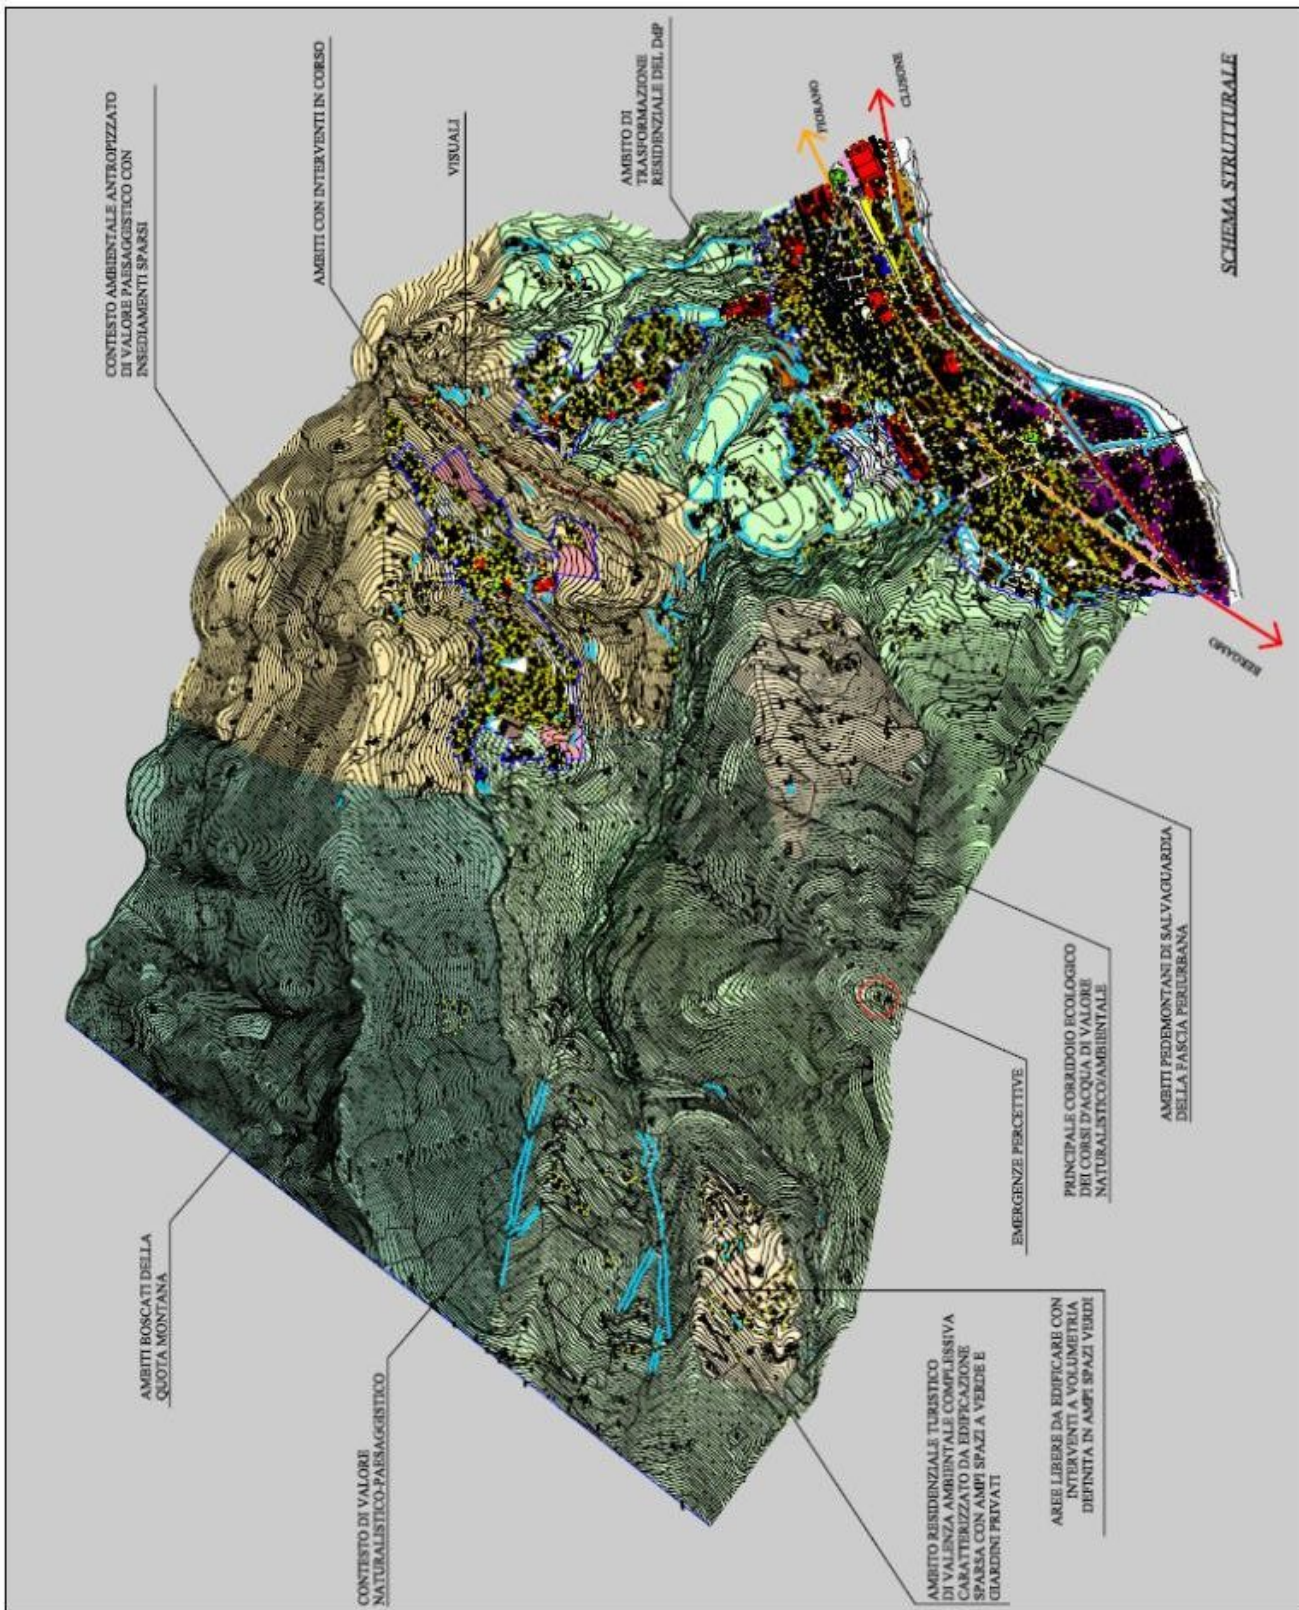 AMBITI BOSCATI DELLA
QUOTA MONTANA
CONTESTO AMBIENTALE ANTROPIZZATO
DI VALORE PAESAGGISTICO CON
INSEDIAMENTI SPARSI
AMBITI CON INTERVENTI IN CORSO
VISUALI
AMBITO DI
TRASFORMAZIONE
RESIDENZIALE DEL DdP
FIORANO
CLUSONE
CONTESTO DI VALORE
NATURALISTICO-PAESAGGISTICO
BERGAMO
AMBITO RESIDENZIALE TURISTICO
DI VALENZA AMBIENTALE COMPLESSIVA
CARATTERIZZATO DA EDIFICAZIONE
SPARSA CON AMPI SPAZI A VERDE E
GIARDINI PRIVATI
AREE LIBERE DA EDIFICARE CON
INTERVENTI A VOLUMETRIA
DEFINITA IN AMPI SPAZI VERDI
EMERGENZE PERCETTIVE
PRINCIPALE CORRIDOIO ECOLOGICO
DEI CORSI D'ACQUA DI VALORE
NATURALISTICO/AMBIENTALE
AMBITI PEDEMONTANI DI SALVAGUARDIA
DELLA FASCIA PERIURBANA
SCHEMA STRUTTURALE